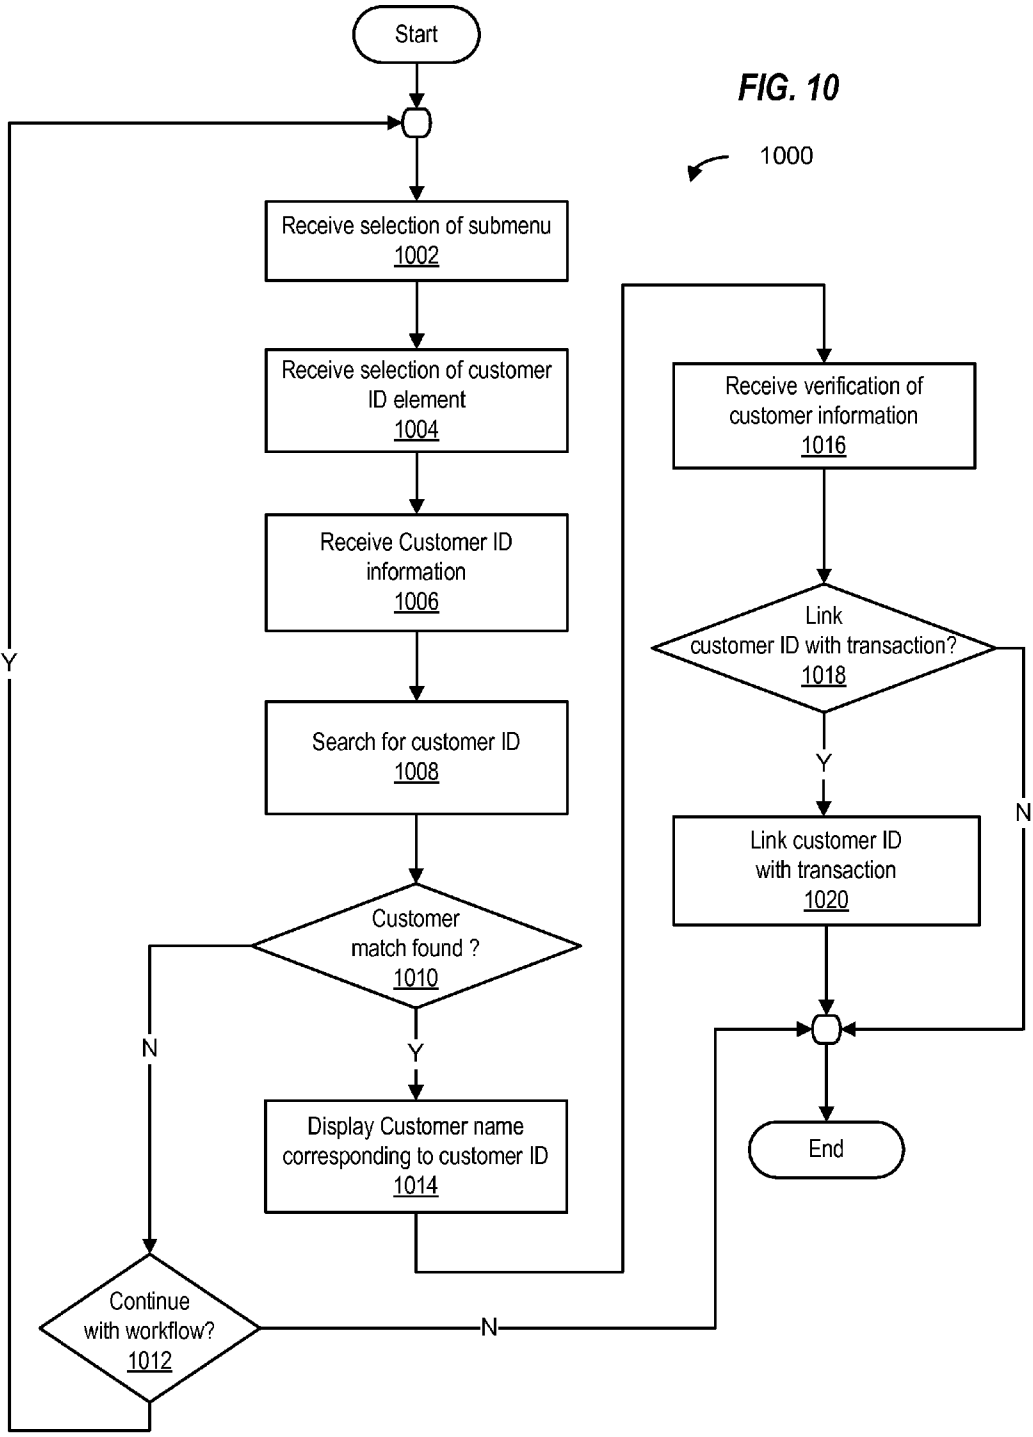 Start
FIG. 10
1000
Receive selection of submenu
1002
Receive selection of customer
ID element
1004
Receive Customer ID
information
1006
Search for customer ID
1008
Customer
match found ?
1010
N
Y
Display Customer name
corresponding to customer ID
1014
Continue
with workflow?
1012
Y
N
Receive verification of
customer information
1016
Link
customer ID with transaction?
1018
Y
N
Link customer ID
with transaction
1020
End